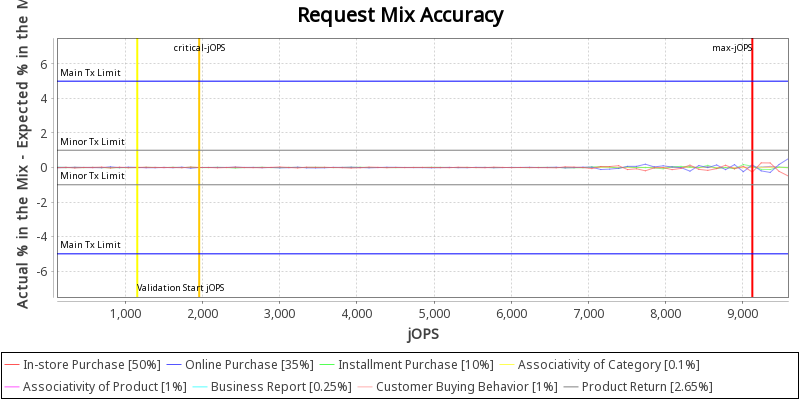 Request Mix Accuracy
Actual % in the Mix - Expected % in the M
critical-jOPS
max-jOPS
6
Main Tx Limit
4
2
Minor Tx Limit
0
Minor Tx Limit
-2
-4
Main Tx Limit
-6
Validation Start jOPS
1,000 2,000 3,000 4,000 5,000 6,000 7,000 8,000 9,000
jOPS
In-store Purchase [50%] Online Purchase [35%] Installment Purchase [10%] Associativity of Category [0.1%]
Associativity of Product [1%] Business Report [0.25%] Customer Buying Behavior [1%] Product Return [2.65%]